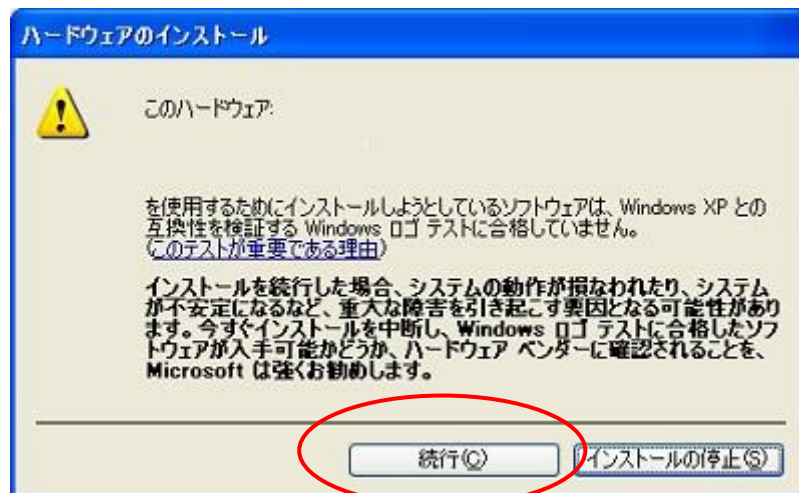 ハードウェアのインストール
このハードウェア:
を使用するためにインストールしようとしているソフトウェアは、Windows XP との
互換性を検証する Windows ロゴ テストに合格していません。
(このテストが重要である理由)
インストールを続行した場合、システムの動作が損なわれたり、システム
が不安定になるなど、重大な障害を引き起こす要因となる可能性があり
ます。今すぐインストールを中断し、Windows ロゴ テストに合格したソフ
トウェアが入手可能かどうか、ハードウェア ベンダーに確認されることを、
Microsoft は強くお勧めします。
続行(C) インストールの停止(S)